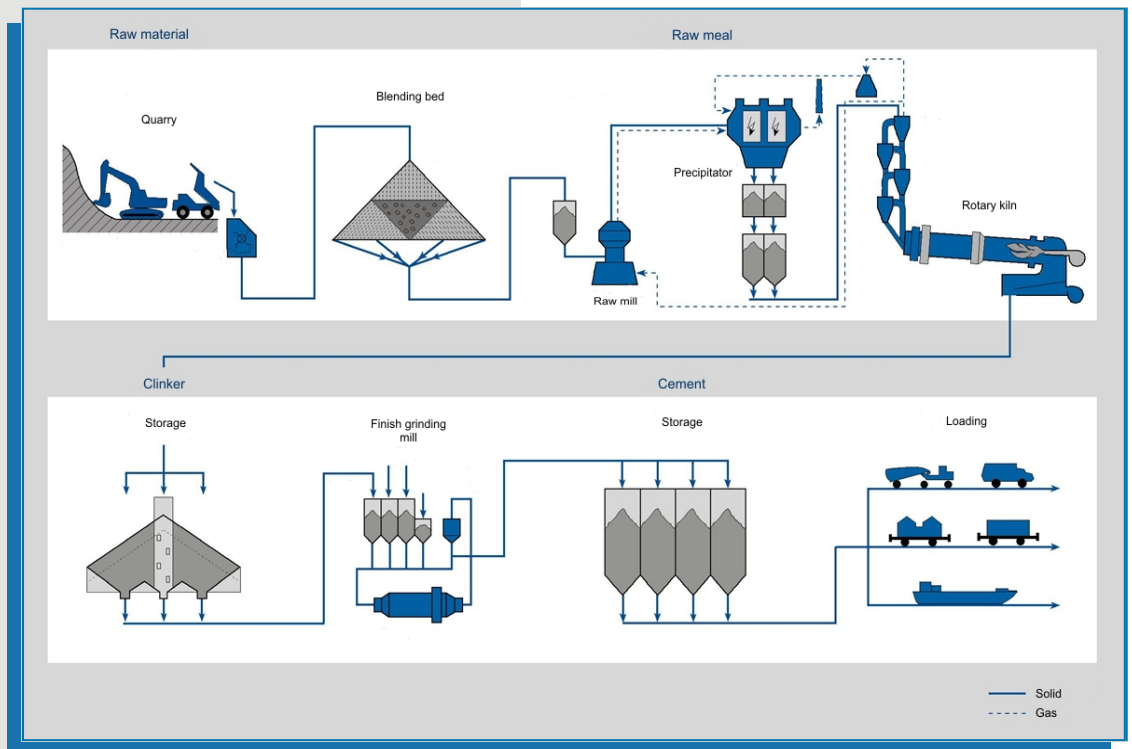 Raw material
Raw meal
Blending bed
Quarry
Precipitator
Rotary kiln
Raw mill
Clinker
Cement
Storage
Finish grinding
mill
Storage
Loading
Solid
Gas